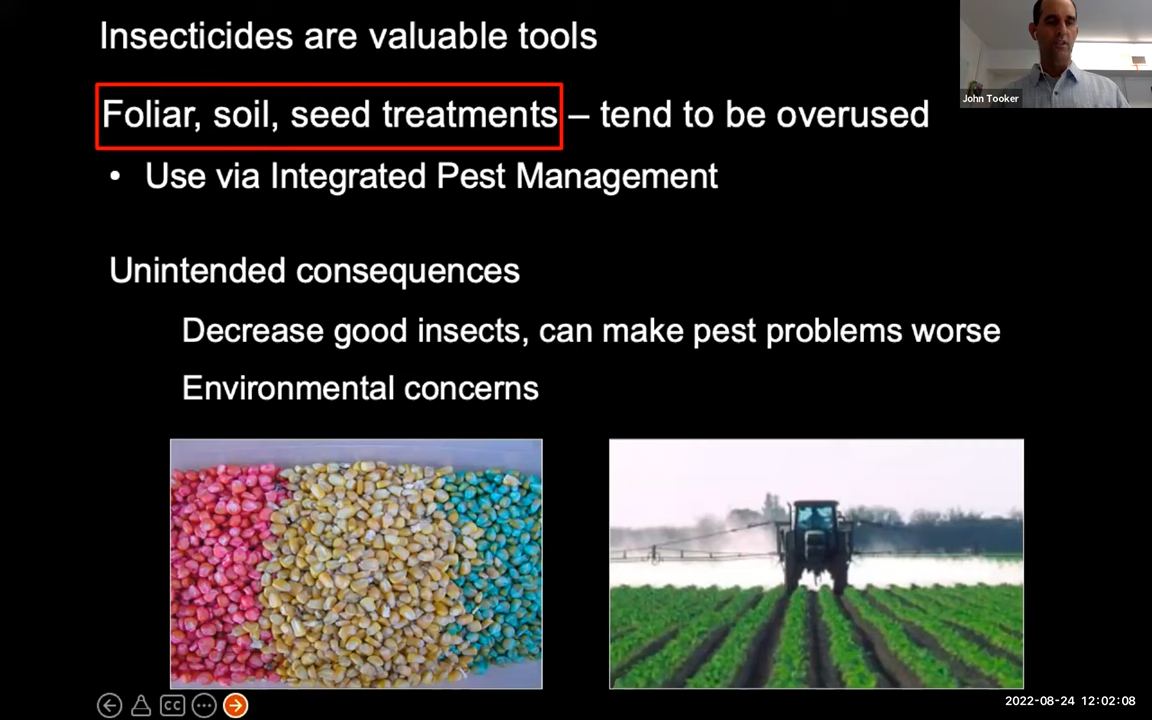 Insecticides are valuable tools
John Tooker
Foliar, soil, seed treatments – tend to be overused
• Use via Integrated Pest Management
Unintended consequences
Decrease good insects, can make pest problems worse
Environmental concerns
CC
2022-08-24 12:02:08